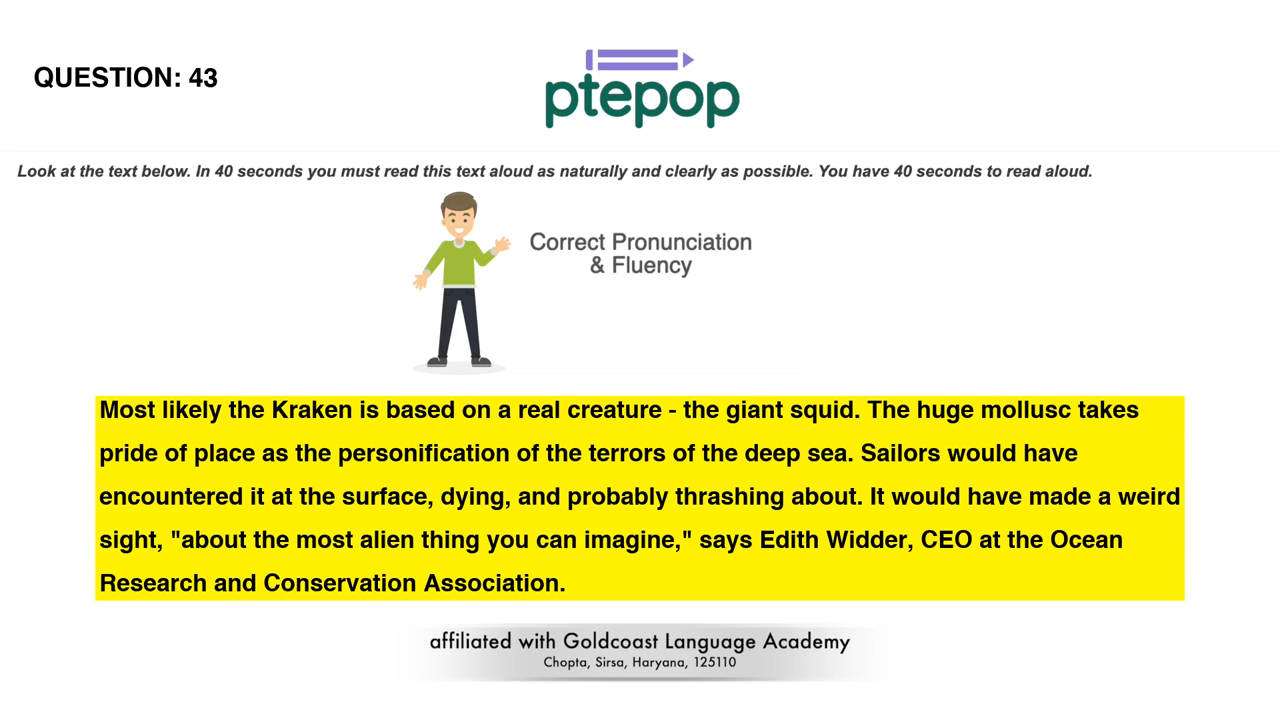 QUESTION: 43
ptepop
Look at the text below. In 40 seconds you must read this text aloud as naturally and clearly as possible. You have 40 seconds to read aloud.
Correct Pronunciation
& Fluency
Most likely the Kraken is based on a real creature - the giant squid. The huge mollusc takes
pride of place as the personification of the terrors of the deep sea. Sailors would have
encountered it at the surface, dying, and probably thrashing about. It would have made a weird
sight, "about the most alien thing you can imagine," says Edith Widder, CEO at the Ocean
Research and Conservation Association.
affiliated with Goldcoast Language Academy
Chopta, Sirsa, Haryana, 125110